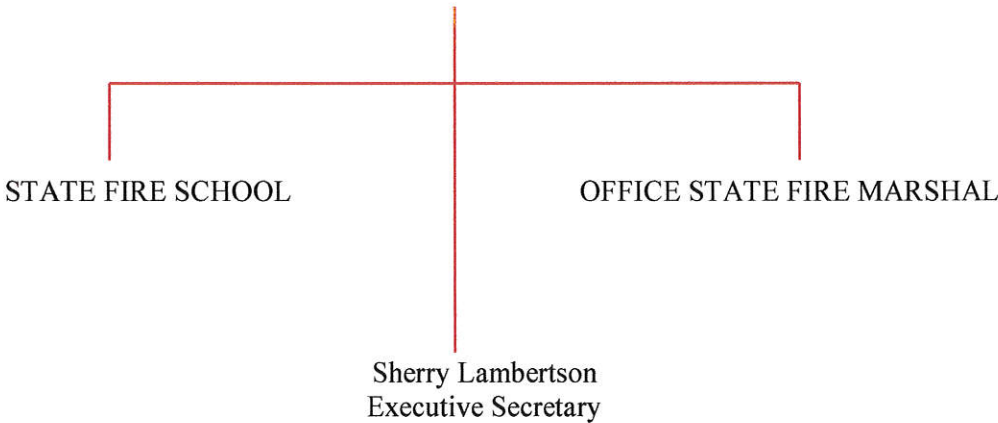 STATE FIRE SCHOOL
OFFICE STATE FIRE MARSHAL
Sherry Lambertson
Executive Secretary